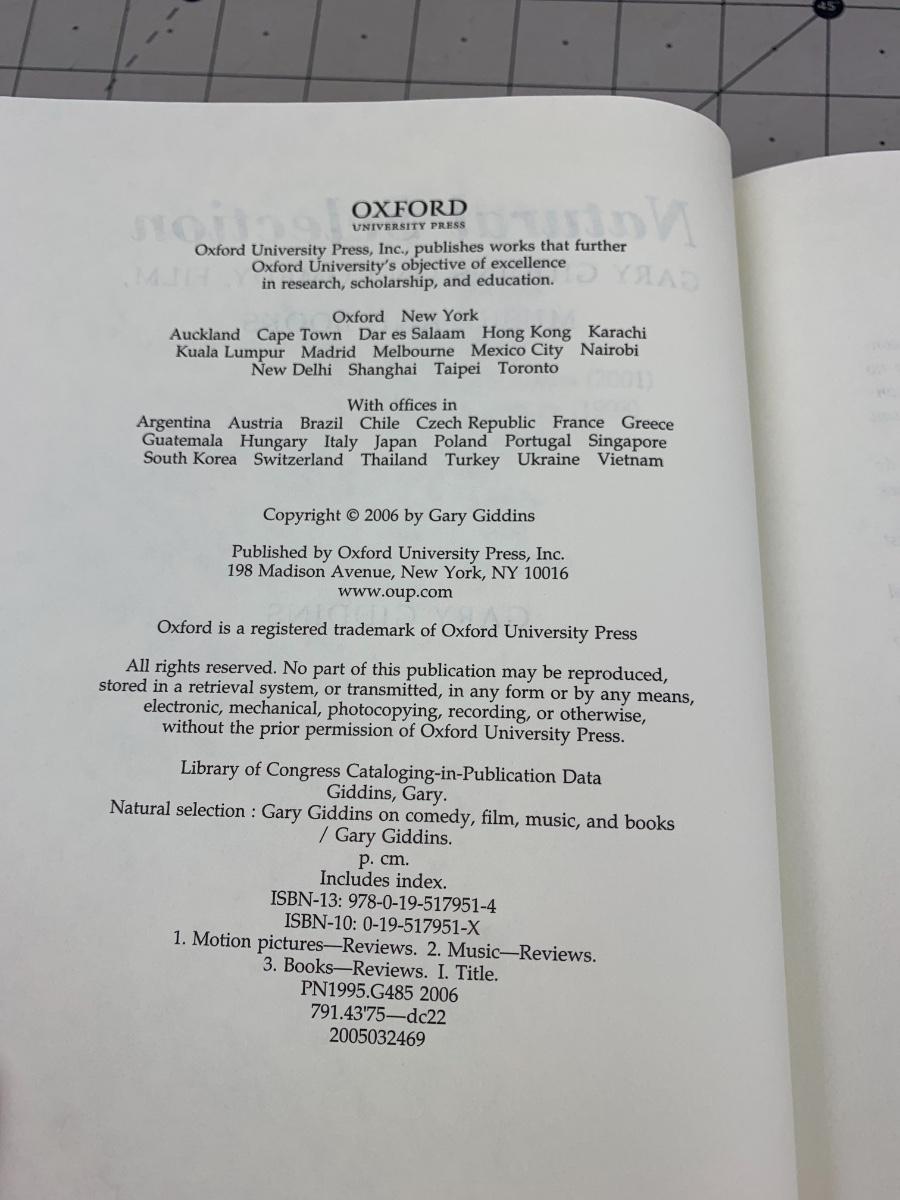 45
OXFORD
UNIVERSITY PRESS
Oxford University Press, Inc., publishes works that further
Oxford University's objective of excellence
in research, scholarship, and education.
Oxford New York
Auckland Cape Town Dar es Salaam Hong Kong Karachi
Kuala Lumpur Madrid Melbourne Mexico City Nairobi
New Delhi Shanghai Taipei Toronto
With offices in
Argentina Austria Brazil Chile Czech Republic France Greece
Guatemala Hungary Italy Japan Poland Portugal Singapore
South Korea Switzerland Thailand Turkey Ukraine Vietnam
Copyright © 2006 by Gary Giddins
Published by Oxford University Press, Inc.
198 Madison Avenue, New York, NY 10016
www.oup.com
Oxford is a registered trademark of Oxford University Press
All rights reserved. No part of this publication may be reproduced,
stored in a retrieval system, or transmitted, in any form or by any means,
electronic, mechanical, photocopying, recording, or otherwise,
without the prior permission of Oxford University Press.
Library of Congress Cataloging-in-Publication Data
Giddins, Gary.
Natural selection : Gary Giddins on comedy, film, music, and books
/ Gary Giddins.
p. cm.
Includes index.
ISBN-13: 978-0-19-517951-4
ISBN-10: 0-19-517951-X
1. Motion pictures—Reviews. 2. Music—Reviews.
3. Books—Reviews. I. Title.
PN1995.G485 2006
791.43'75—dc22
2005032469